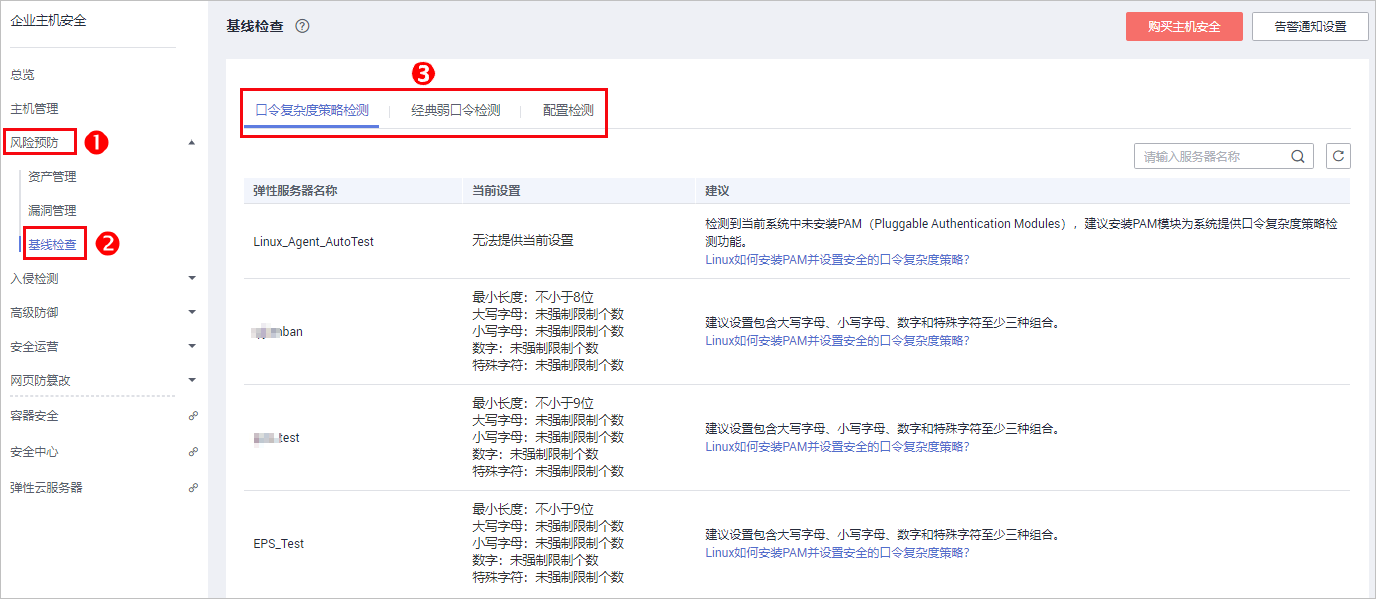 企业主机安全
总览
主机管理
风险预防
1
资产管理
漏洞管理
基线检查
2
入侵检测
高级防御
安全运营
网页防篡改
容器安全
安全中心
弹性云服务器
基线检查 ?
购买主机安全
告警通知设置
3
口令复杂度策略检测
经典弱口令检测
配置检测
请输入服务器名称
弹性服务器名称 当前设置 建议
Linux_Agent_AutoTest
无法提供当前设置
检测到当前系统中未安装PAM（Pluggable Authentication Modules），建议安装PAM模块为系统提供口令复杂度策略检
测功能。
Linux如何安装PAM并设置安全的口令复杂度策略？
ban
最小长度：不小于8位
大写字母：未强制限制个数
小写字母：未强制限制个数
数字：未强制限制个数
特殊字符：未强制限制个数
建议设置包含大写字母、小写字母、数字和特殊字符至少三种组合。
Linux如何安装PAM并设置安全的口令复杂度策略？
test
最小长度：不小于9位
大写字母：未强制限制个数
小写字母：未强制限制个数
数字：未强制限制个数
特殊字符：未强制限制个数
建议设置包含大写字母、小写字母、数字和特殊字符至少三种组合。
Linux如何安装PAM并设置安全的口令复杂度策略？
EPS_Test
最小长度：不小于9位
大写字母：未强制限制个数
小写字母：未强制限制个数
数字：未强制限制个数
特殊字符：未强制限制个数
建议设置包含大写字母、小写字母、数字和特殊字符至少三种组合。
Linux如何安装PAM并设置安全的口令复杂度策略？